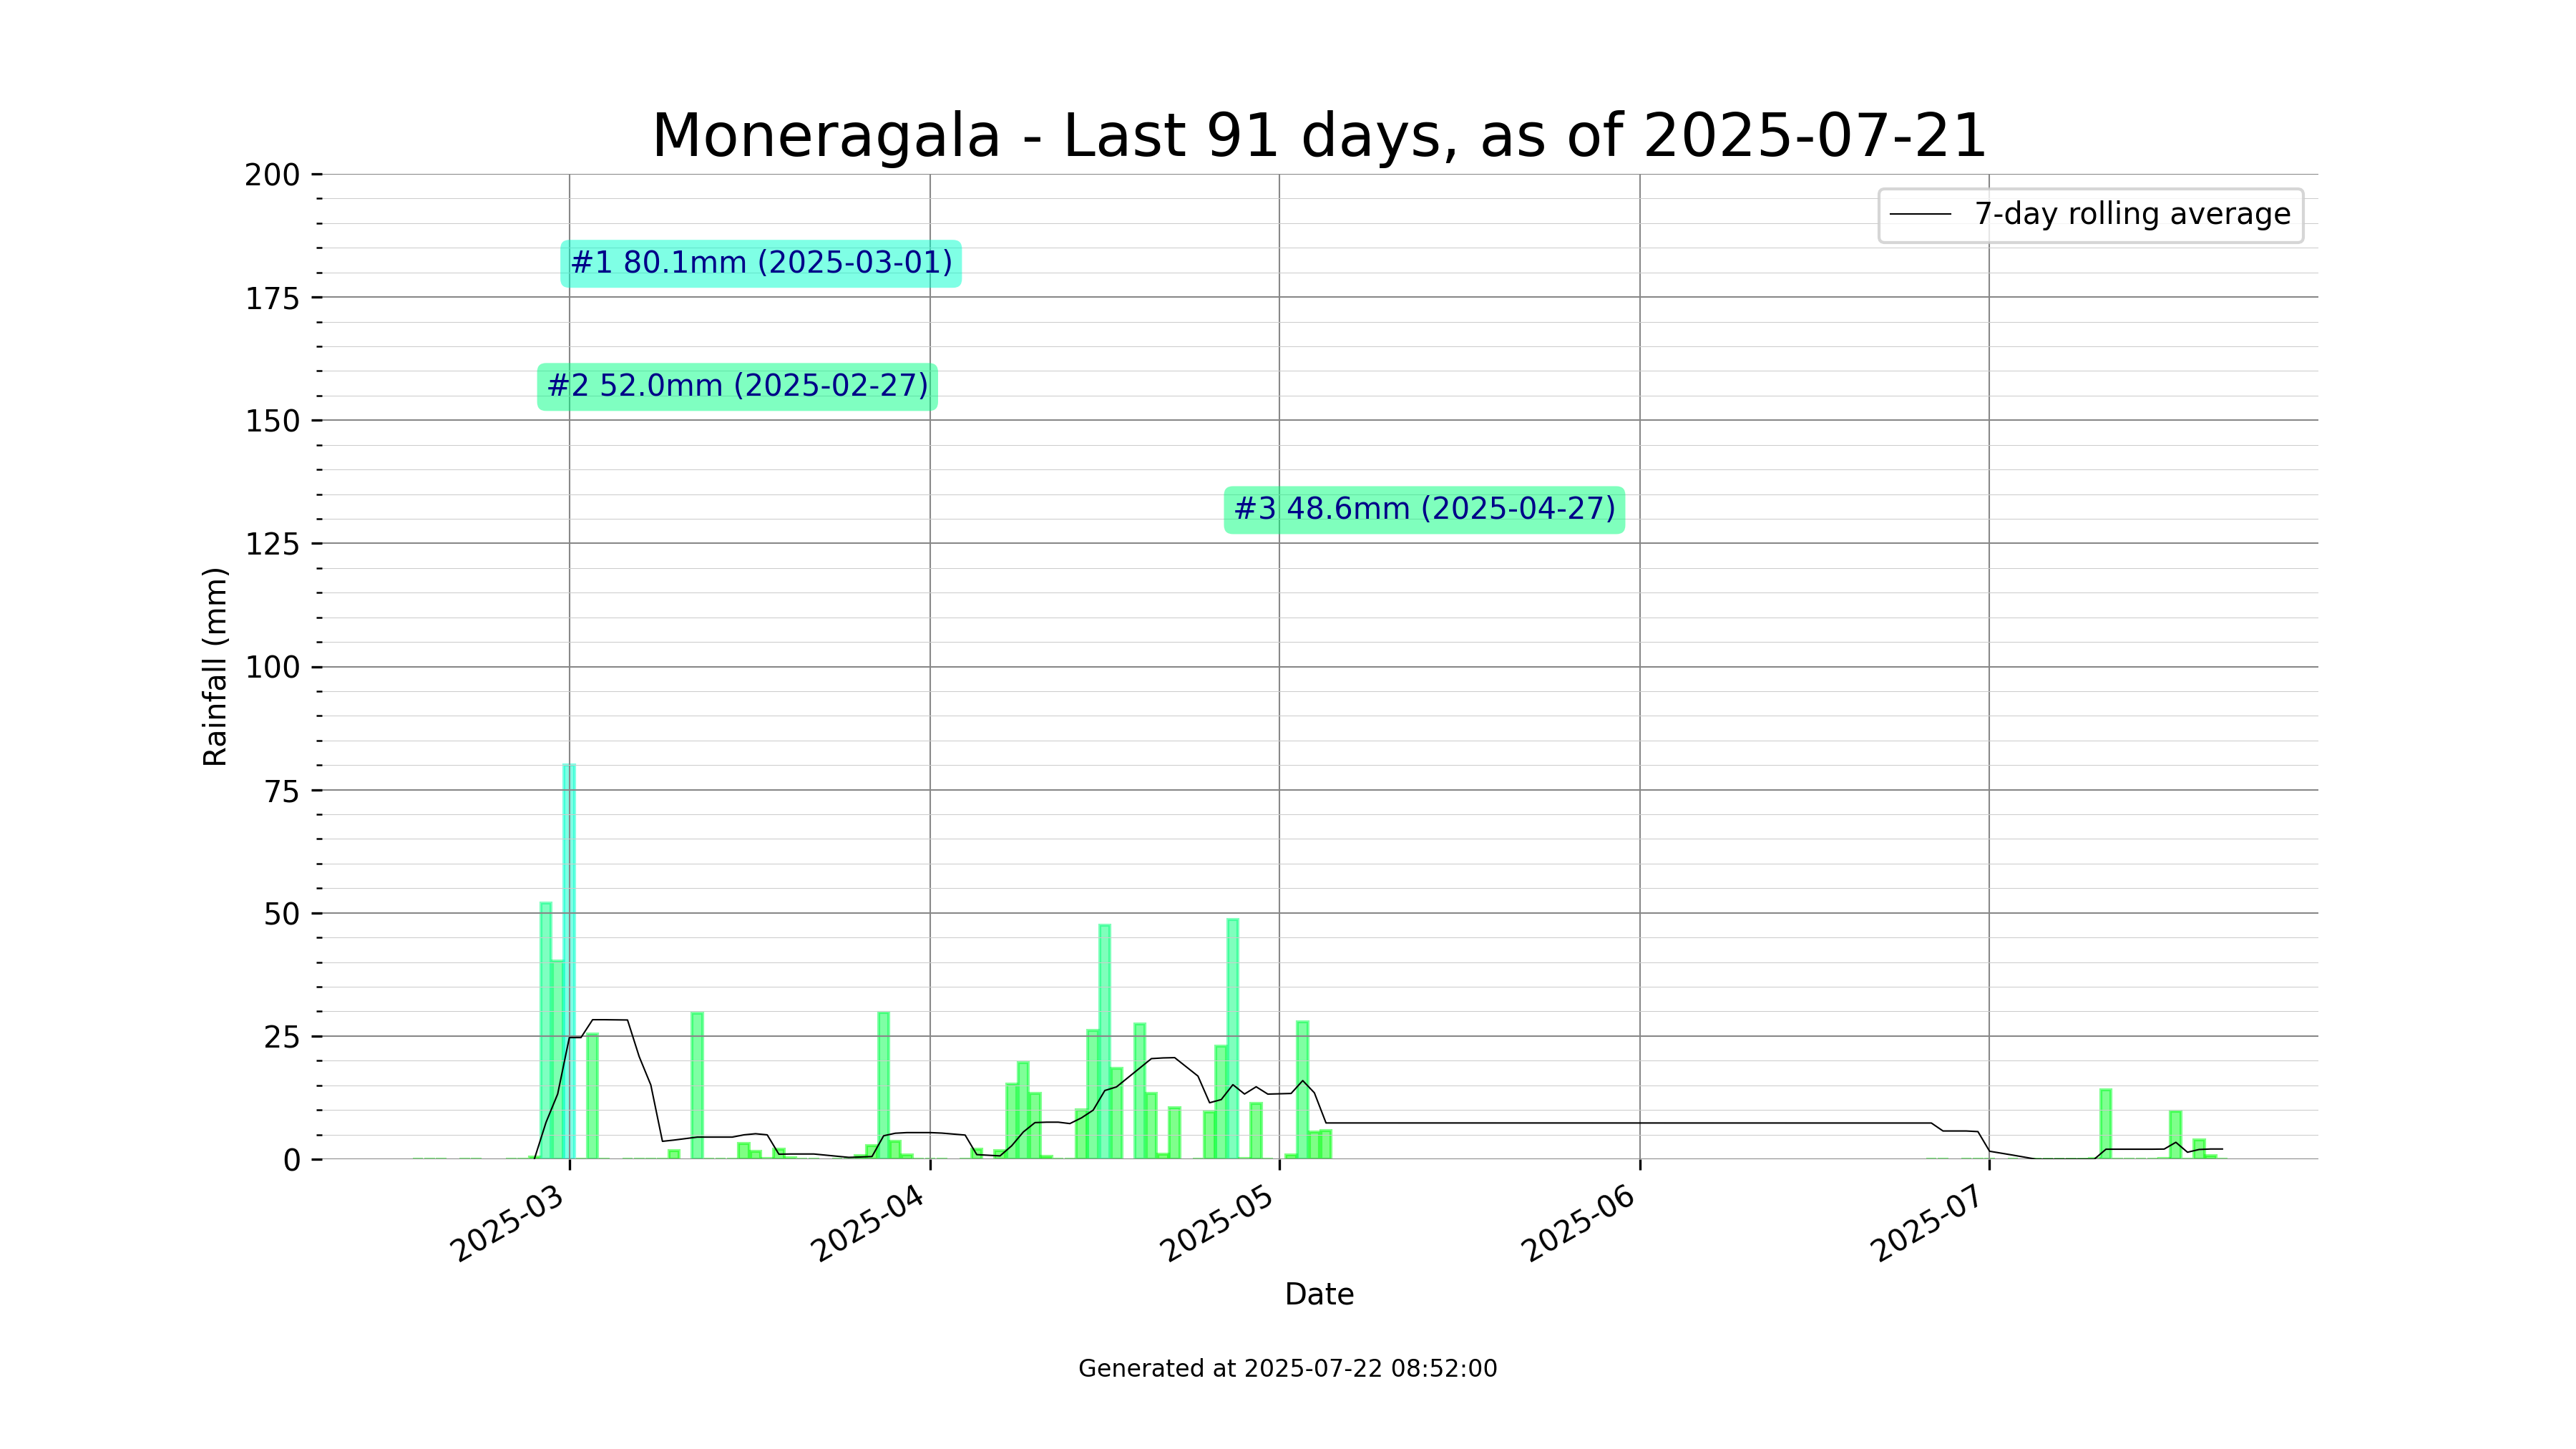 Moneragala - Last 91 days, as of 2025-07-21
200
7-day rolling average
#1 80.1mm (2025-03-01)
175
#2 52.0mm (2025-02-27)
150
#3 48.6mm (2025-04-27)
125
Rainfall (mm)
100
75
50
25
0
2025-03
2025-04
2025-05
2025-06
2025-07
Date
Generated at 2025-07-22 08:52:00